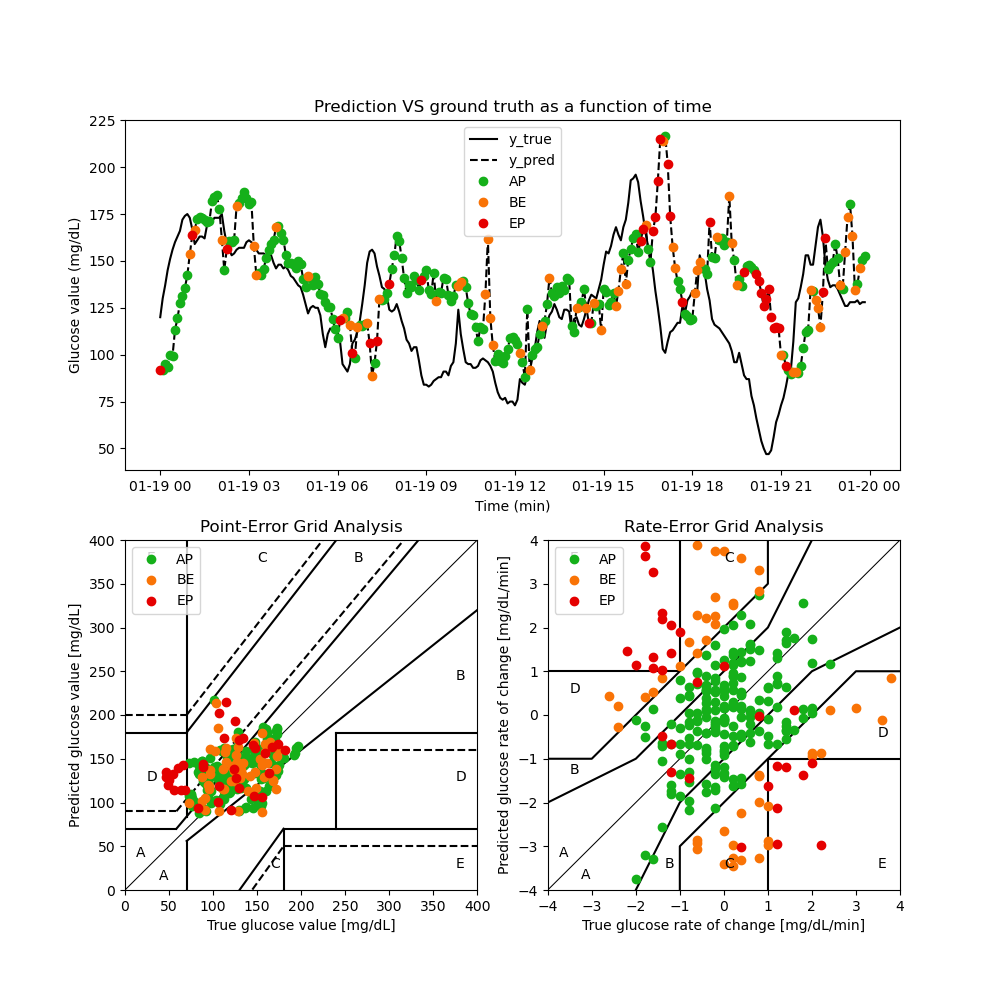 Prediction VS ground truth as a function of time
y_true
y_pred
AP
BE
EP
Glucose value (mg/dL)
225
200
175
150
125
100
75
50
01-19 00 01-19 03 01-19 06 01-19 09 01-19 12 01-19 15 01-19 18 01-19 21 01-20 00
Time (min)
Point-Error Grid Analysis
AP
BE
EP
C
B
B
D
D
A
A
C
E
Predicted glucose value [mg/dL]
400
350
300
250
200
150
100
50
0
0 50 100 150 200 250 300 350 400
True glucose value [mg/dL]
Rate-Error Grid Analysis
AP
BE
EP
C
D
D
B
A
A
B
C
E
Predicted glucose rate of change [mg/dL/min]
4
3
2
1
0
−1
−2
−3
−4
−4 −3 −2 −1 0 1 2 3 4
True glucose rate of change [mg/dL/min]